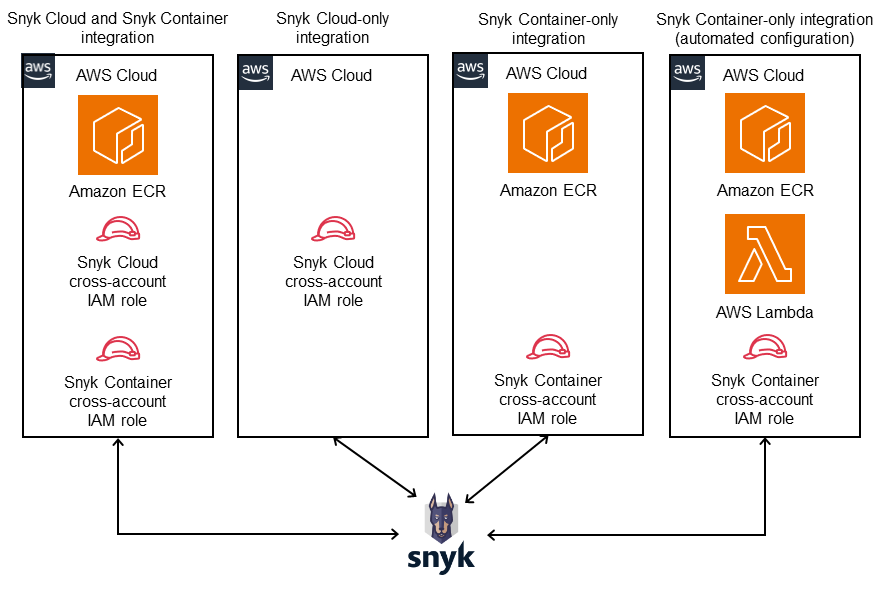 Snyk Cloud and Snyk Container
integration
aws
AWS Cloud
Amazon ECR
Snyk Cloud
cross-account
IAM role
Snyk Container
cross-account
IAM role
Snyk Cloud-only
integration
aws
AWS Cloud
Snyk Cloud
cross-account
IAM role
Snyk Container-only
integration
aws
AWS Cloud
Amazon ECR
Snyk Container
cross-account
IAM role
Snyk Container-only integration
(automated configuration)
aws
AWS Cloud
Amazon ECR
AWS Lambda
Snyk Container
cross-account
IAM role
snyk